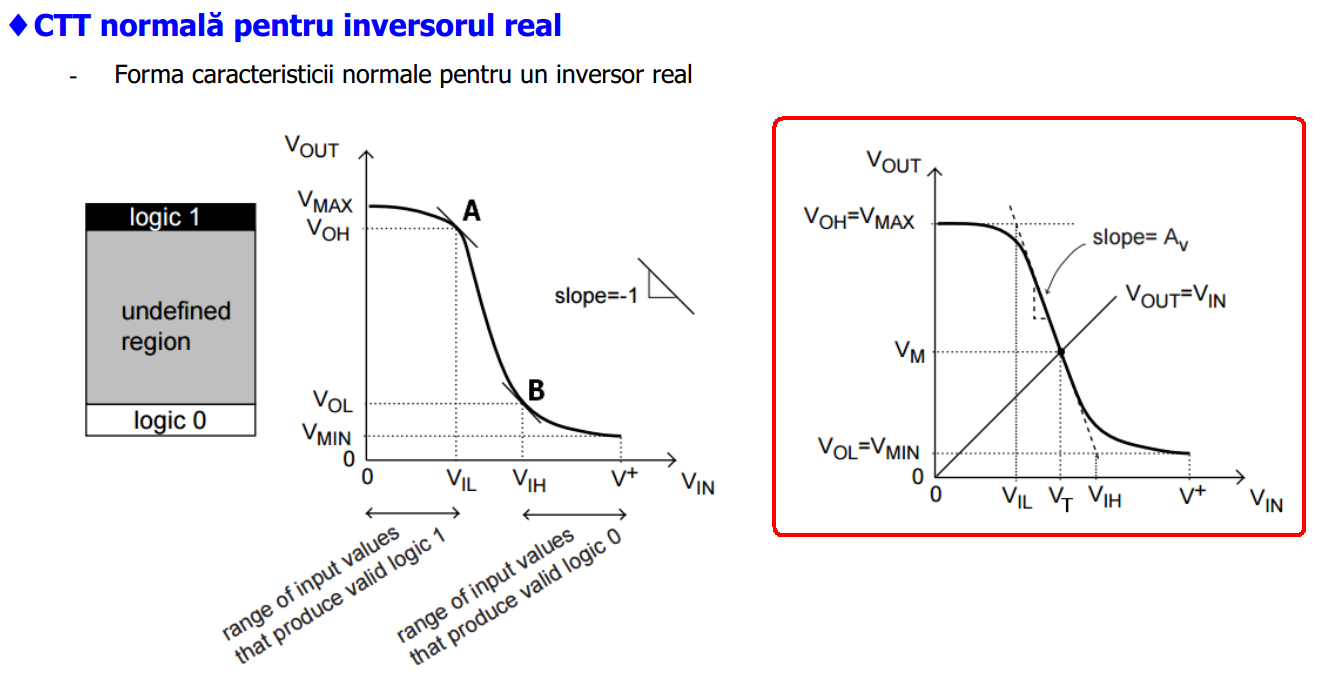 ♦CTT normală pentru inversorul real
- Forma caracteristicii normale pentru un inversor real
logic 1
undefined
region
logic 0
VOUT
VMAX
VOH
A
slope=-1
B
VOL
VMIN
0
0
VIL
VIH
V+
VIN
range of input values
that produce valid logic 1
range of input values
that produce valid logic 0
VOUT
VOH=VMAX
slope= Av
VOUT=VIN
VM
VOL=VMIN
0
0
VIL
VT
VIH
V+
VIN